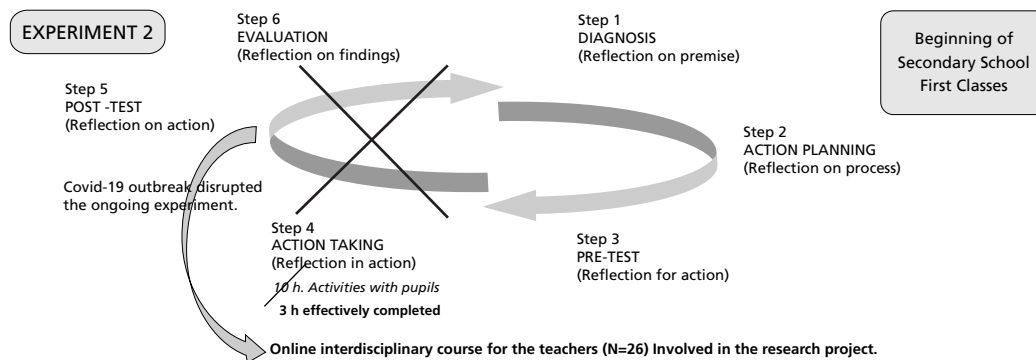 EXPERIMENT 2
Step 6
EVALUATION
(Reflection on findings)
Step 1
DIAGNOSIS
(Reflection on premise)
Beginning of
Secondary School
First Classes
Step 5
POST -TEST
(Reflection on action)
Step 2
ACTION PLANNING
(Reflection on process)
Covid-19 outbreak disrupted
the ongoing experiment.
Step 4
ACTION TAKING
(Reflection in action)
10 h. Activities with pupils
3 h effectively completed
Step 3
PRE-TEST
(Reflection for action)
Online interdisciplinary course for the teachers (N=26) Involved in the research project.